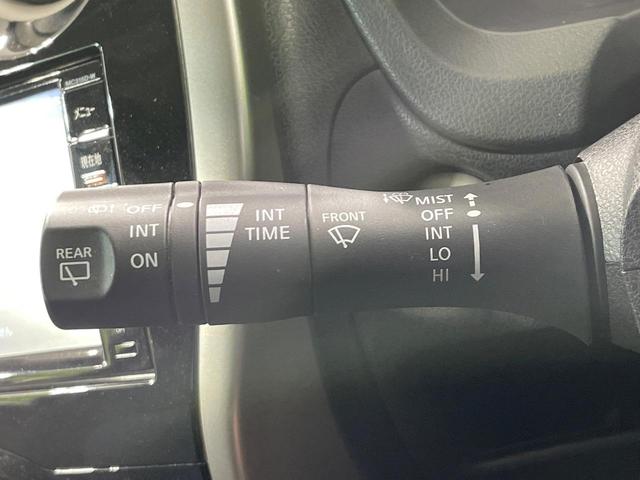 MC315D-W
メニュー
現在地
REAR
OFF
INT
ON
INT
TIME
FRONT
MIST
OFF
INT
LO
HI